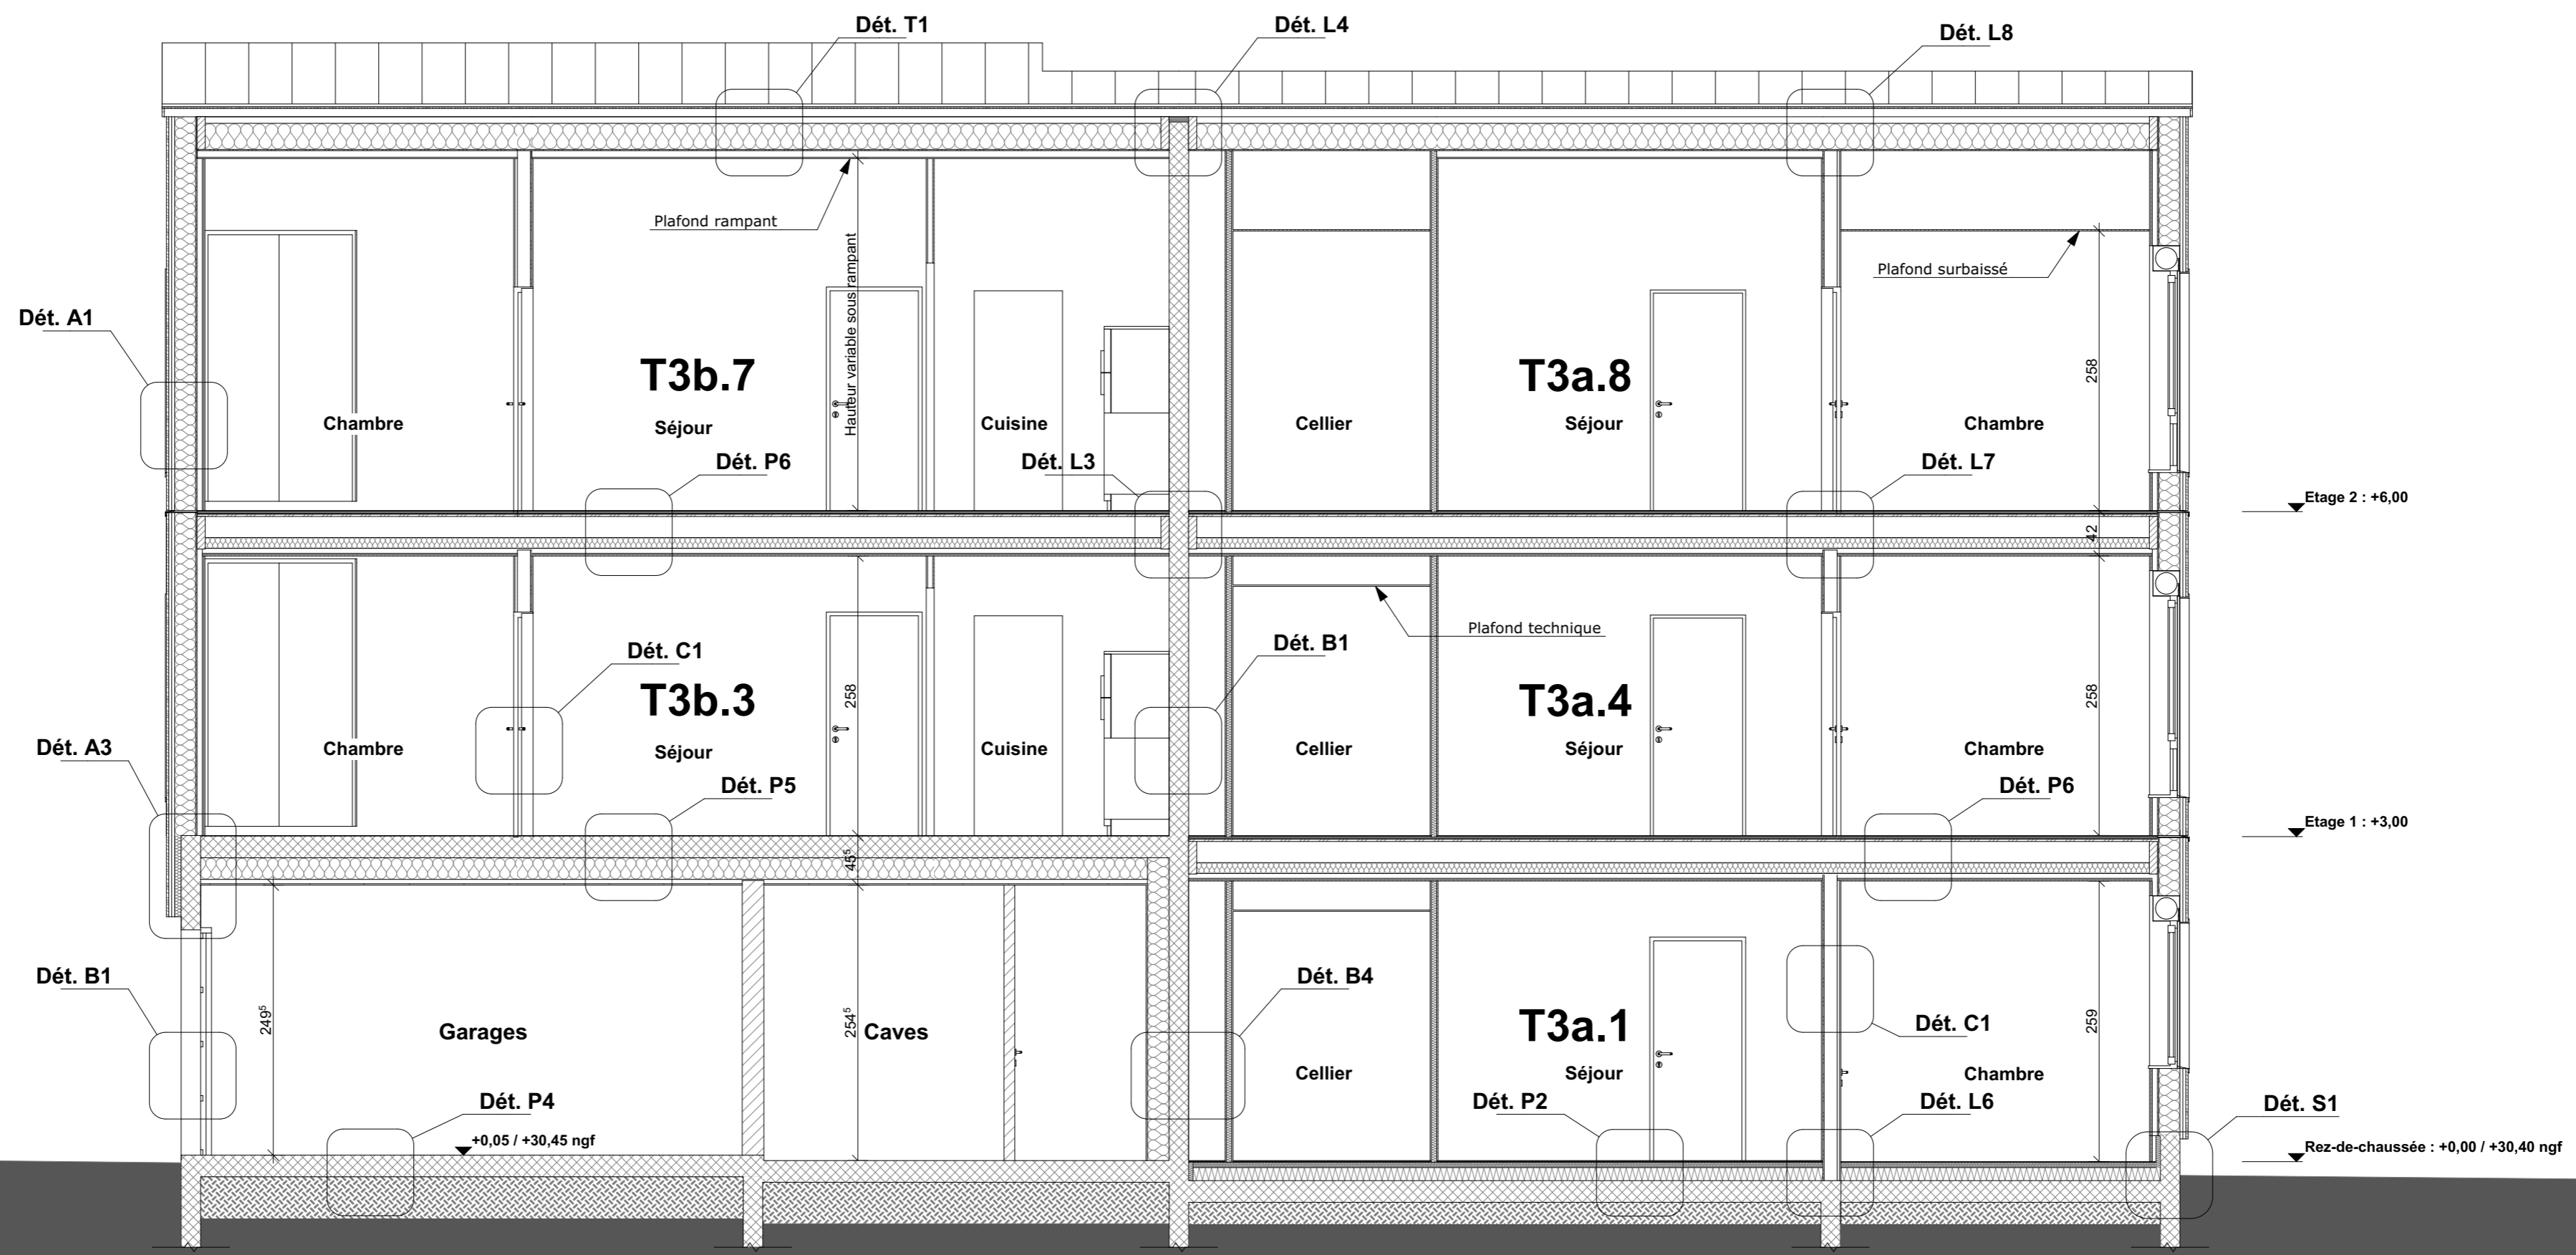 Dét. T1
Dét. L4
Dét. L8
Plafond rampant
Hauteur variable sous rampant
Plafond surbaissé
Dét. A1
T3b.7
T3a.8
258
Chambre
Séjour
Cuisine
Cellier
Séjour
Chambre
Dét. P6
Dét. L3
Dét. L7
Etage 2 : +6,00
42
Plafond technique
Dét. C1
Dét. B1
T3b.3
258
T3a.4
258
Dét. A3
Chambre
Séjour
Cuisine
Cellier
Séjour
Chambre
Dét. P5
Dét. P6
Etage 1 : +3,00
45⁵
Dét. B1
Dét. B4
249⁵
Garages
254⁵
Caves
T3a.1
Dét. C1
259
Cellier
Séjour
Chambre
Dét. P4
Dét. P2
Dét. L6
Dét. S1
+0,05 / +30,45 ngf
Rez-de-chaussée : +0,00 / +30,40 ngf